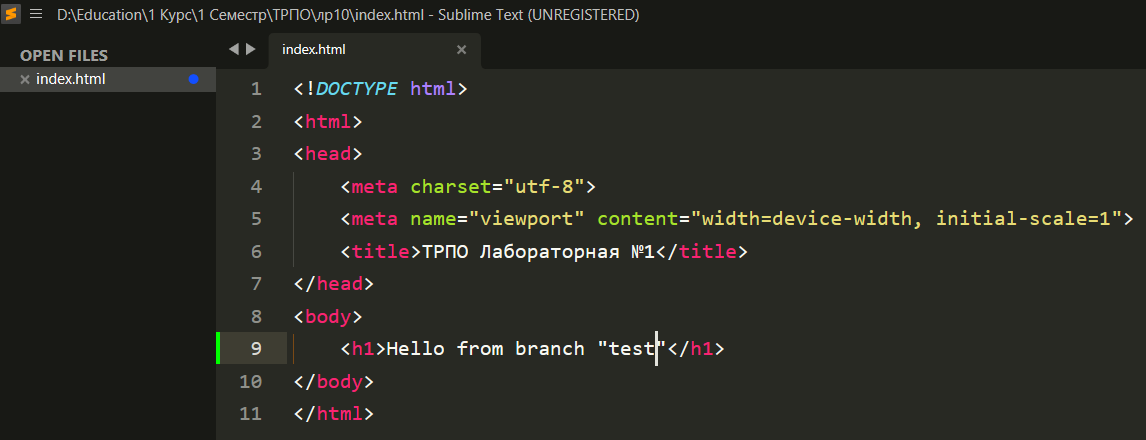 D:\Education\1 Курс\1 Семестр\ТРПО\лр10\index.html - Sublime Text (UNREGISTERED)
OPEN FILES
index.html
index.html
1 <!DOCTYPE html>
2 <html>
3 <head>
4     <meta charset="utf-8">
5     <meta name="viewport" content="width=device-width, initial-scale=1">
6     <title>ТРПО Лабораторная №1</title>
7 </head>
8 <body>
9     <h1>Hello from branch "test"</h1>
10 </body>
11 </html>